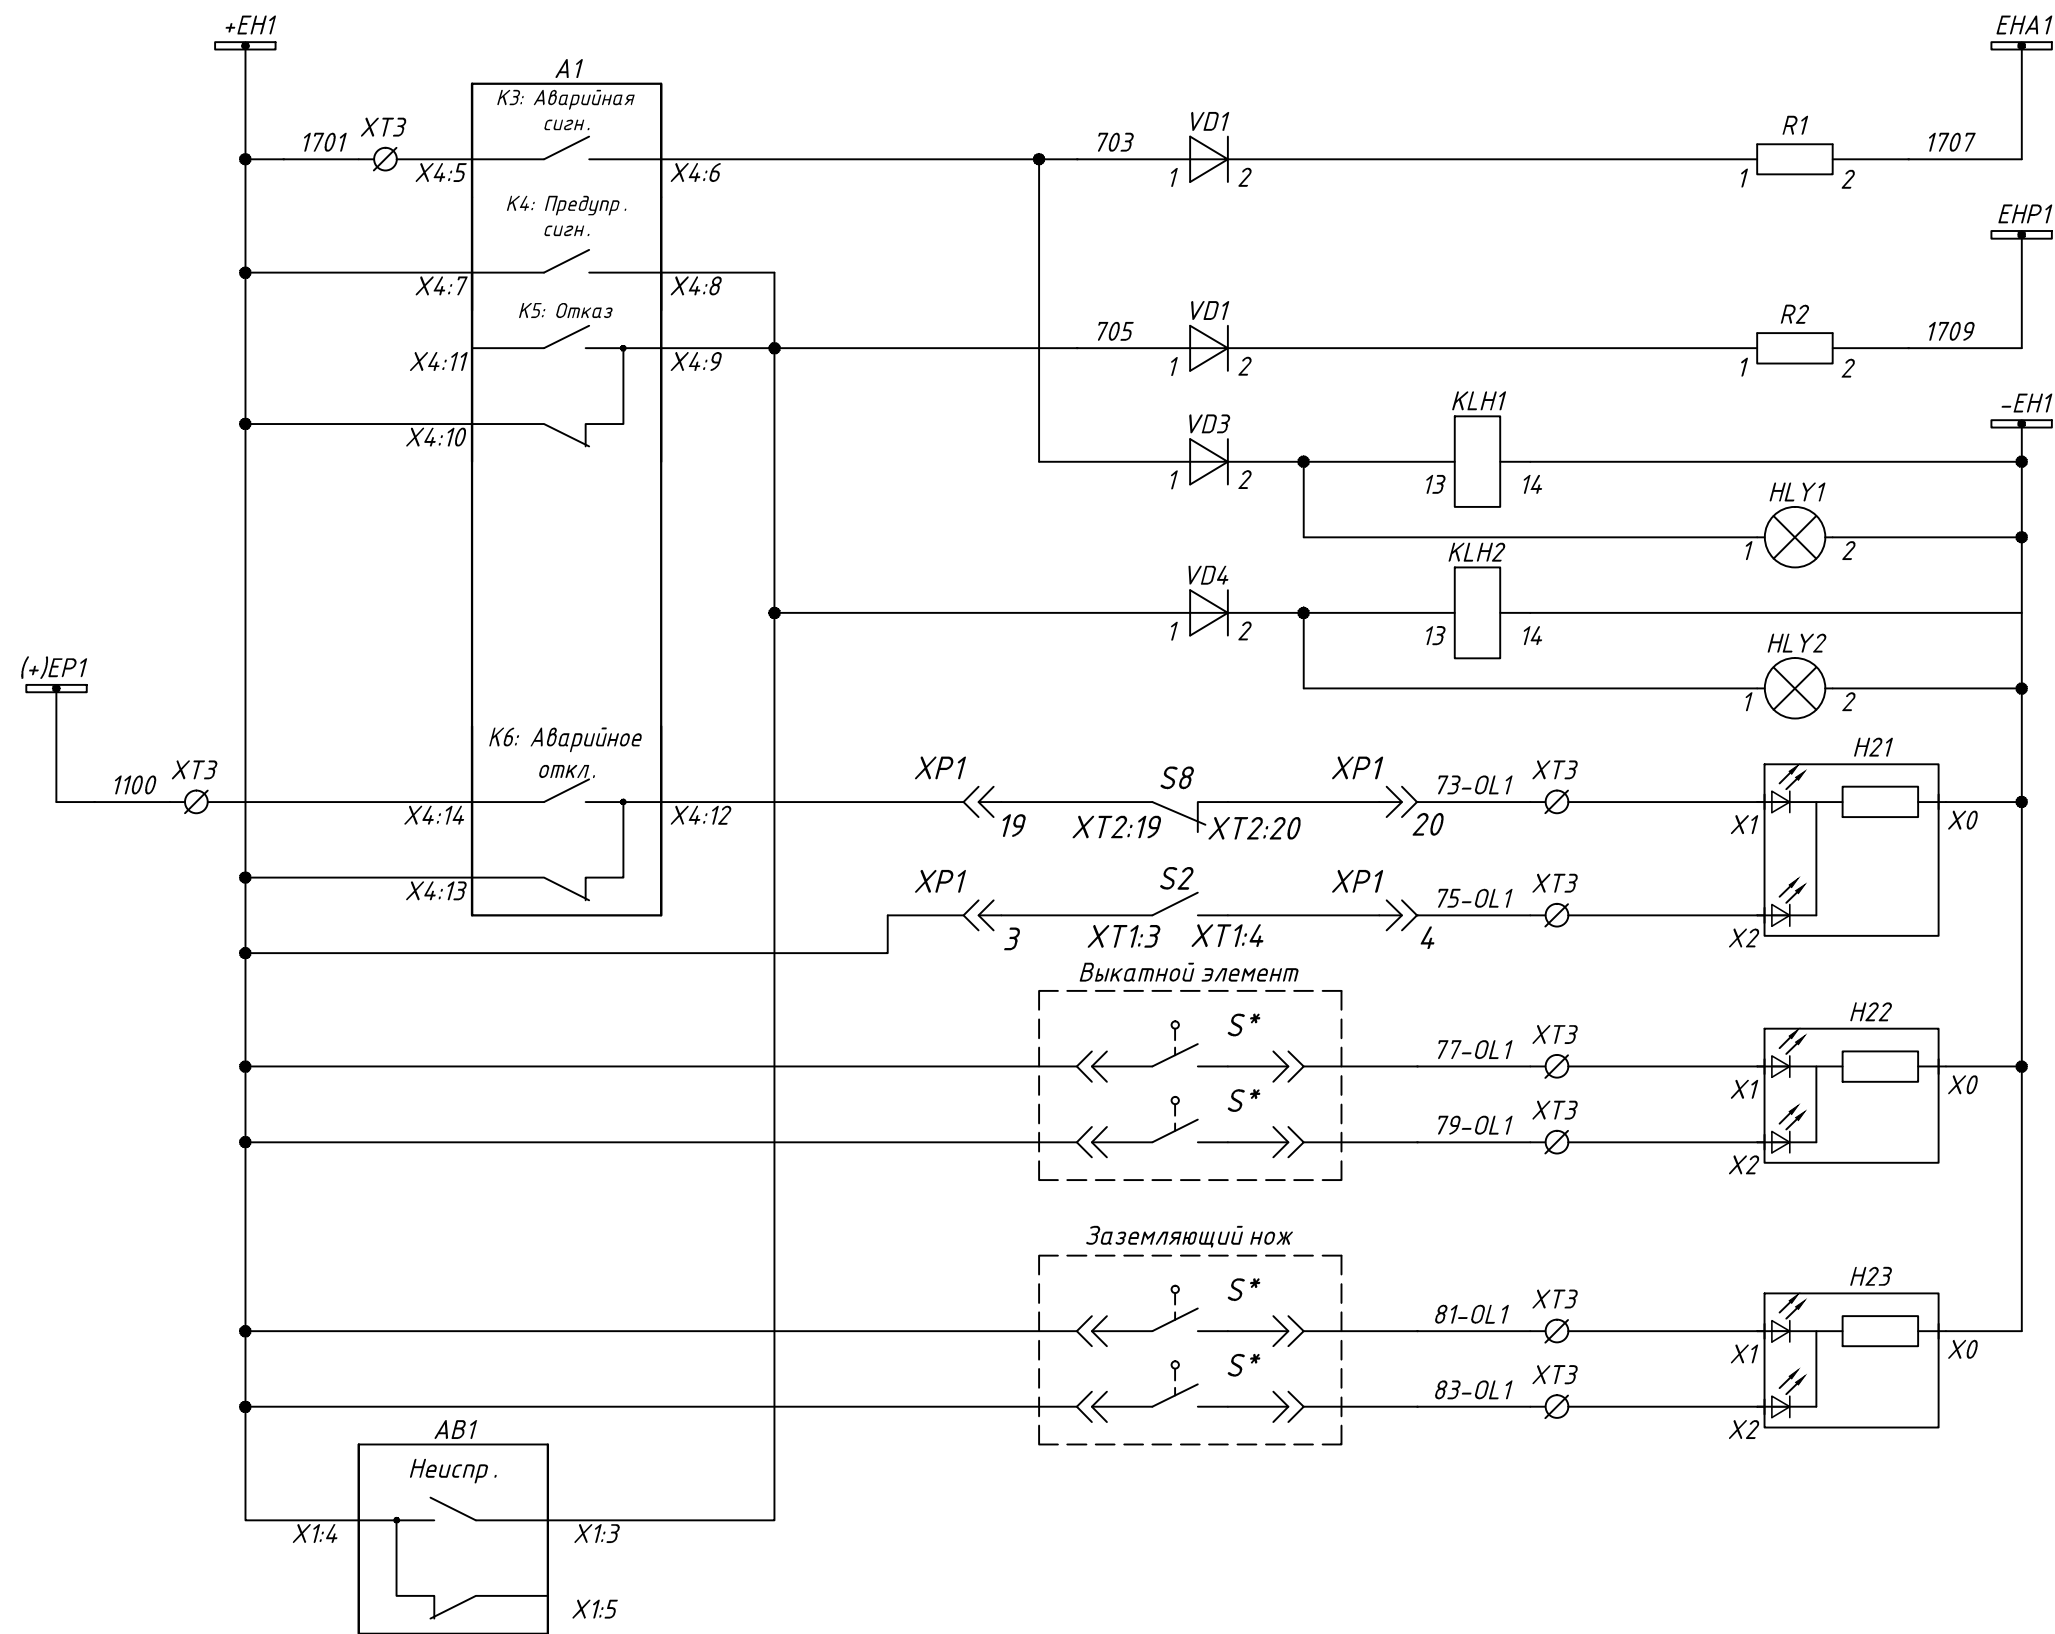 +EH1
EHA1
A1
К3: Аварийная
сигн.
1701
XT3
X4:5
X4:6
703
VD1
1
2
R1
1
2
1707
К4: Предупр.
сигн.
X4:7
X4:8
EHP1
К5: Отказ
X4:11
X4:9
705
VD1
1
2
R2
1
2
1709
X4:10
VD3
1
2
KLH1
13
14
-EH1
HLY1
1
2
VD4
1
2
KLH2
13
14
HLY2
1
2
(+)EP1
1100
XT3
К6: Аварийное
откл.
X4:14
X4:12
XP1
19
S8
XT2:19
XT2:20
XP1
20
73-OL1
XT3
H21
X1
X0
X4:13
XP1
3
S2
XT1:3
XT1:4
XP1
4
75-OL1
XT3
X2
Выкатной элемент
S*
77-OL1
XT3
H22
X1
X0
S*
79-OL1
XT3
X2
Заземляющий нож
S*
81-OL1
XT3
H23
X1
X0
S*
83-OL1
XT3
X2
AB1
Неиспр.
X1:4
X1:3
X1:5